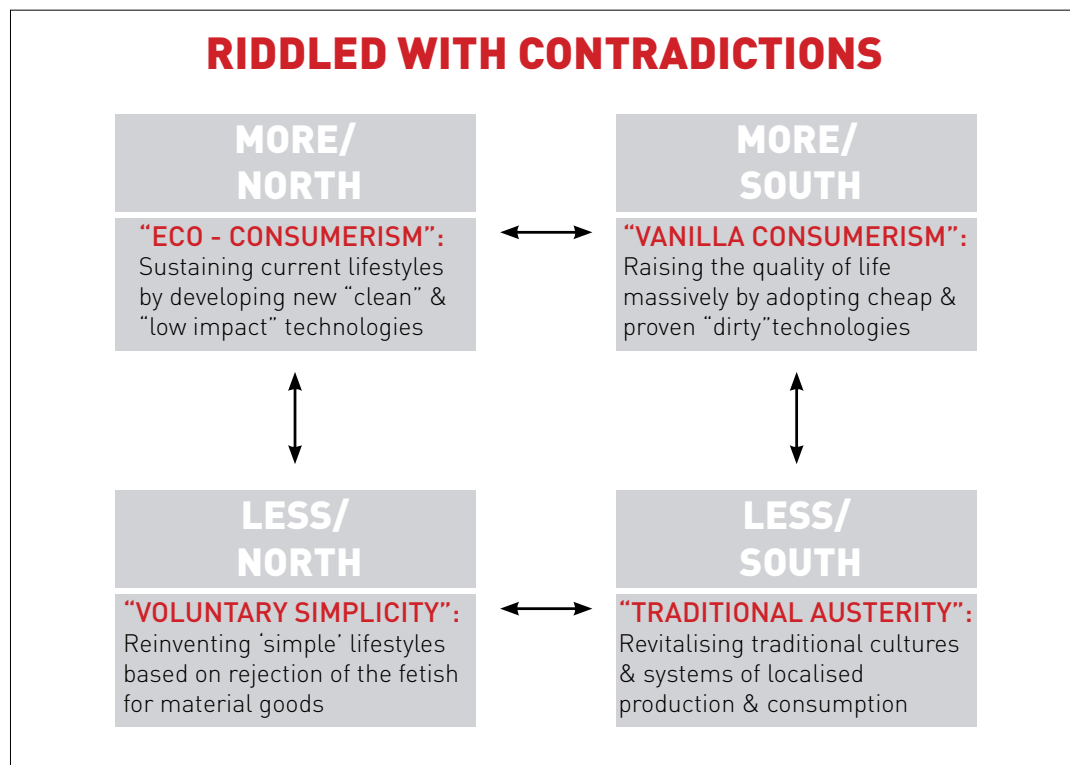 RIDDLED WITH CONTRADICTIONS
MORE/
NORTH
“ECO - CONSUMERISM”:
Sustaining current lifestyles
by developing new “clean” &
“low impact” technologies
MORE/
SOUTH
“VANILLA CONSUMERISM”:
Raising the quality of life
massively by adopting cheap &
proven “dirty”technologies
LESS/
NORTH
“VOLUNTARY SIMPLICITY”:
Reinventing ‘simple’ lifestyles
based on rejection of the fetish
for material goods
LESS/
SOUTH
“TRADITIONAL AUSTERITY”:
Revitalising traditional cultures
& systems of localised
production & consumption